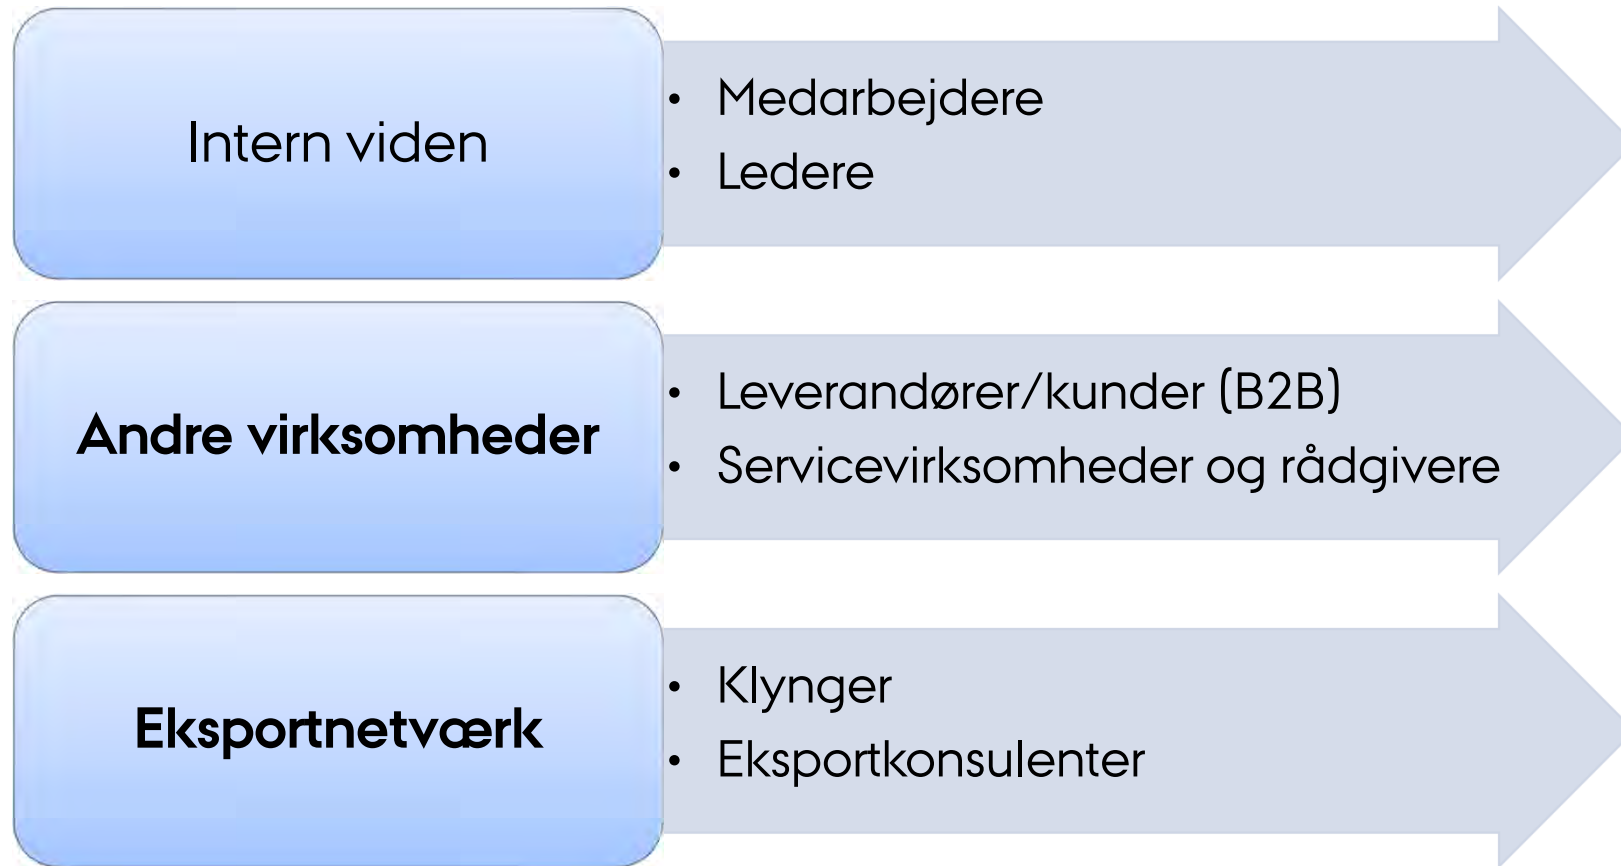 Intern viden
• Medarbejdere
• Ledere
Andre virksomheder
• Leverandører/kunder (B2B)
• Servicevirksomheder og rådgivere
Eksportnetværk
• Klynger
• Eksportkonsulenter